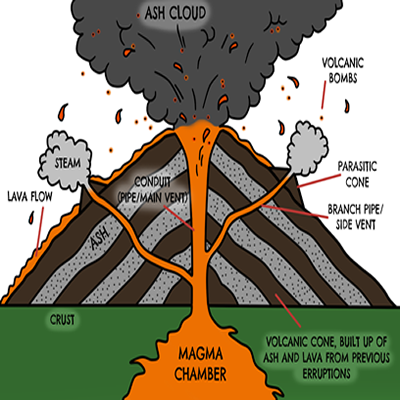 ASH CLOUD
VOLCANIC
BOMBS
STEAM
PARASITIC
CONE
CONDUIT
(PIPE/MAIN VENT)
LAVA FLOW
BRANCH PIPE/
SIDE VENT
ASH
CRUST
VOLCANIC CONE, BUILT UP OF
ASH AND LAVA FROM PREVIOUS
ERRUPTIONS
MAGMA
CHAMBER